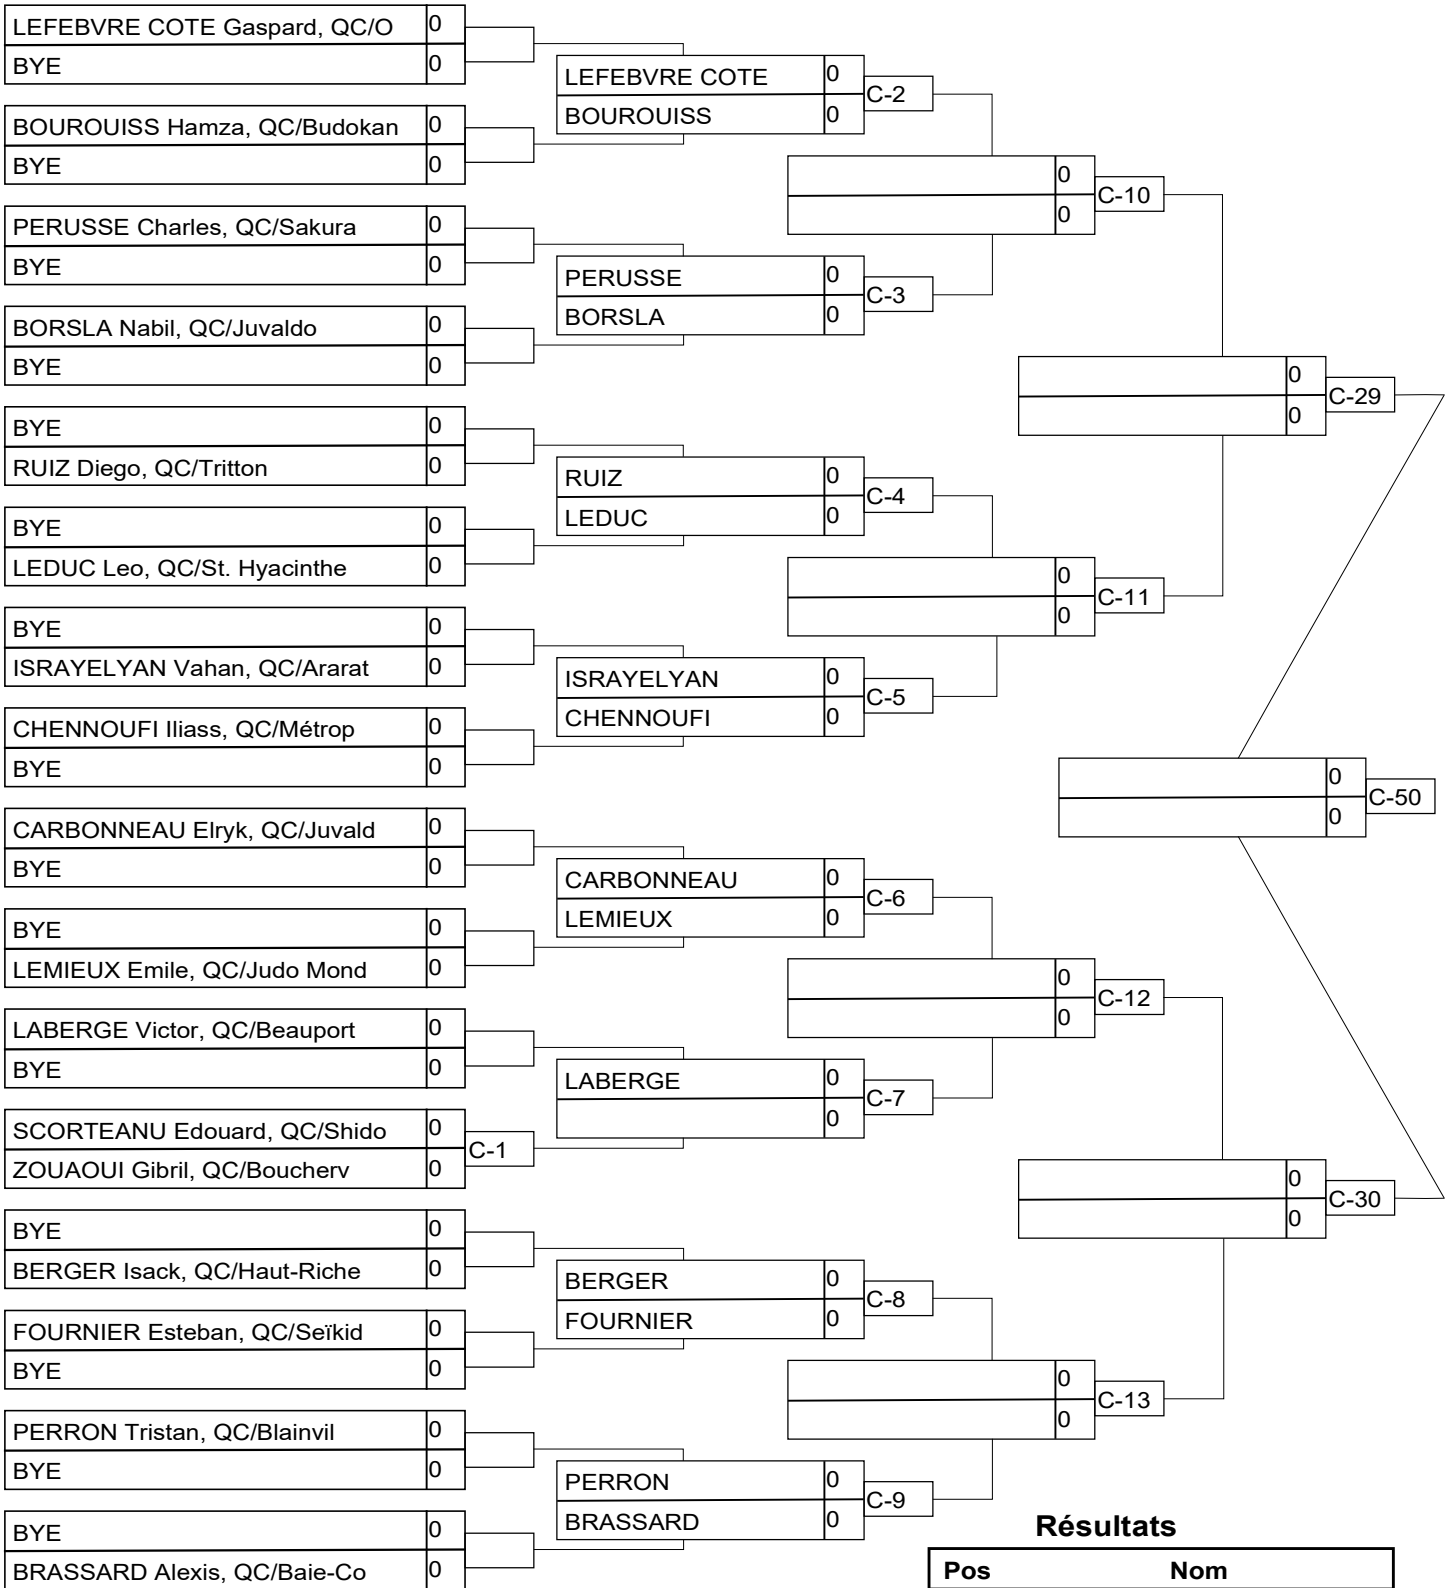 LEFEBVRE COTE Gaspard, QC/O 0
BYE 0
BOUROUISS Hamza, QC/Budokan 0
BYE 0
PERUSSE Charles, QC/Sakura 0
BYE 0
BORSLA Nabil, QC/Juvaldo 0
BYE 0
BYE 0
RUIZ Diego, QC/Tritton 0
BYE 0
LEDUC Leo, QC/St. Hyacinthe 0
BYE 0
ISRAYELYAN Vahan, QC/Ararat 0
CHENNOUFI Iliass, QC/Métrop 0
BYE 0
CARBONNEAU Elryk, QC/Juvald 0
BYE 0
BYE 0
LEMIEUX Emile, QC/Judo Mond 0
LABERGE Victor, QC/Beauport 0
BYE 0
SCORTEANU Edouard, QC/Shido 0
ZOUAOUI Gibril, QC/Boucherv 0
C-1
BYE 0
BERGER Isack, QC/Haut-Riche 0
FOURNIER Esteban, QC/Seïkid 0
BYE 0
PERRON Tristan, QC/Blainvil 0
BYE 0
BYE 0
BRASSARD Alexis, QC/Baie-Co 0
LEFEBVRE COTE 0
BOUROUISS 0
C-2
PERUSSE 0
BORSLA 0
C-3
RUIZ 0
LEDUC 0
C-4
ISRAYELYAN 0
CHENNOUFI 0
C-5
CARBONNEAU 0
LEMIEUX 0
C-6
LABERGE 0
0
C-7
BERGER 0
FOURNIER 0
C-8
PERRON 0
BRASSARD 0
C-9
0
0
C-10
0
0
C-11
0
0
C-12
0
0
C-13
0
0
C-29
0
0
C-30
0
0
C-50
Résultats
Pos Nom